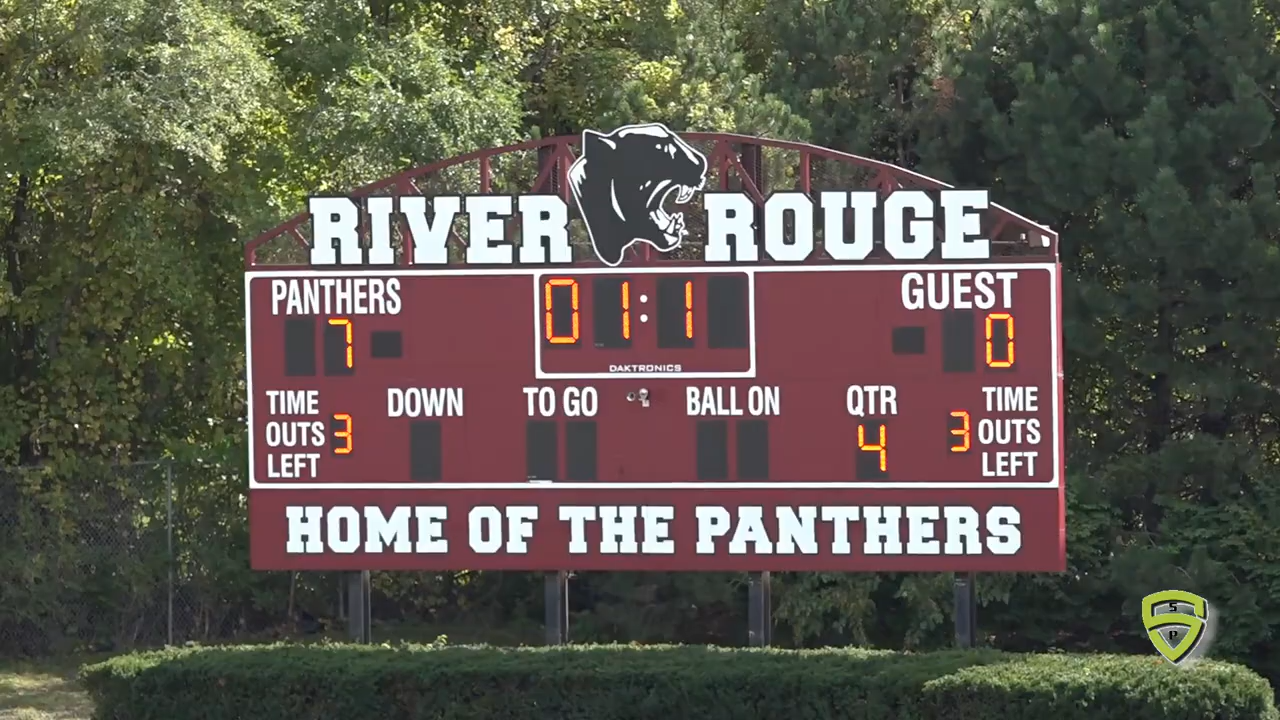 RIVER ROUGE
PANTHERS
01:1
GUEST
7
0
DAKTRONICS
TIME OUTS LEFT
3
DOWN
TO GO
BALL ON
QTR
4
3
TIME OUTS LEFT
HOME OF THE PANTHERS
5
P